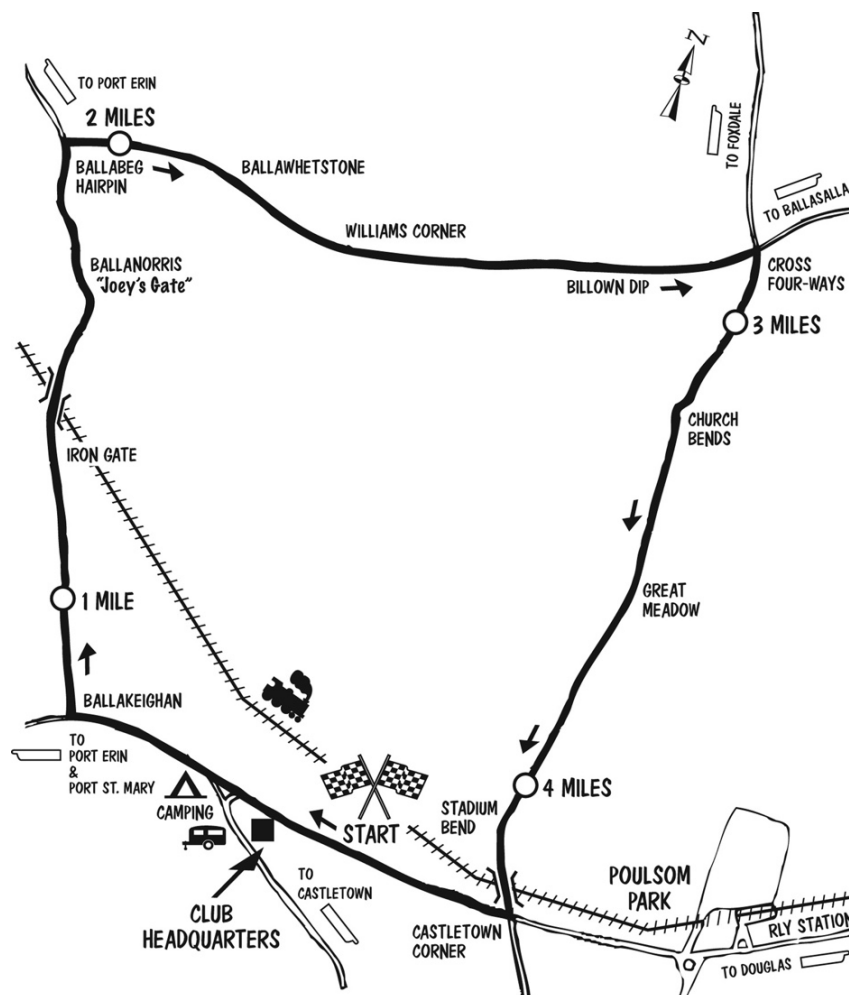 N
TO PORT ERIN
2 MILES
TO FOXDALE
BALLABEG
HAIRPIN
BALLAWHETSTONE
TO BALLASALLA
WILLIAMS CORNER
BALLANORRIS
"Joey's Gate"
BILLOWN DIP
CROSS
FOUR-WAYS
3 MILES
CHURCH
BENDS
IRON GATE
1 MILE
GREAT
MEADOW
BALLAKEIGHAN
TO
PORT ERIN
&
PORT ST. MARY
CAMPING
START
STADIUM
BEND
4 MILES
TO
CASTLETOWN
CLUB
HEADQUARTERS
CASTLETOWN
CORNER
POULSOM
PARK
RLY STATION
TO DOUGLAS